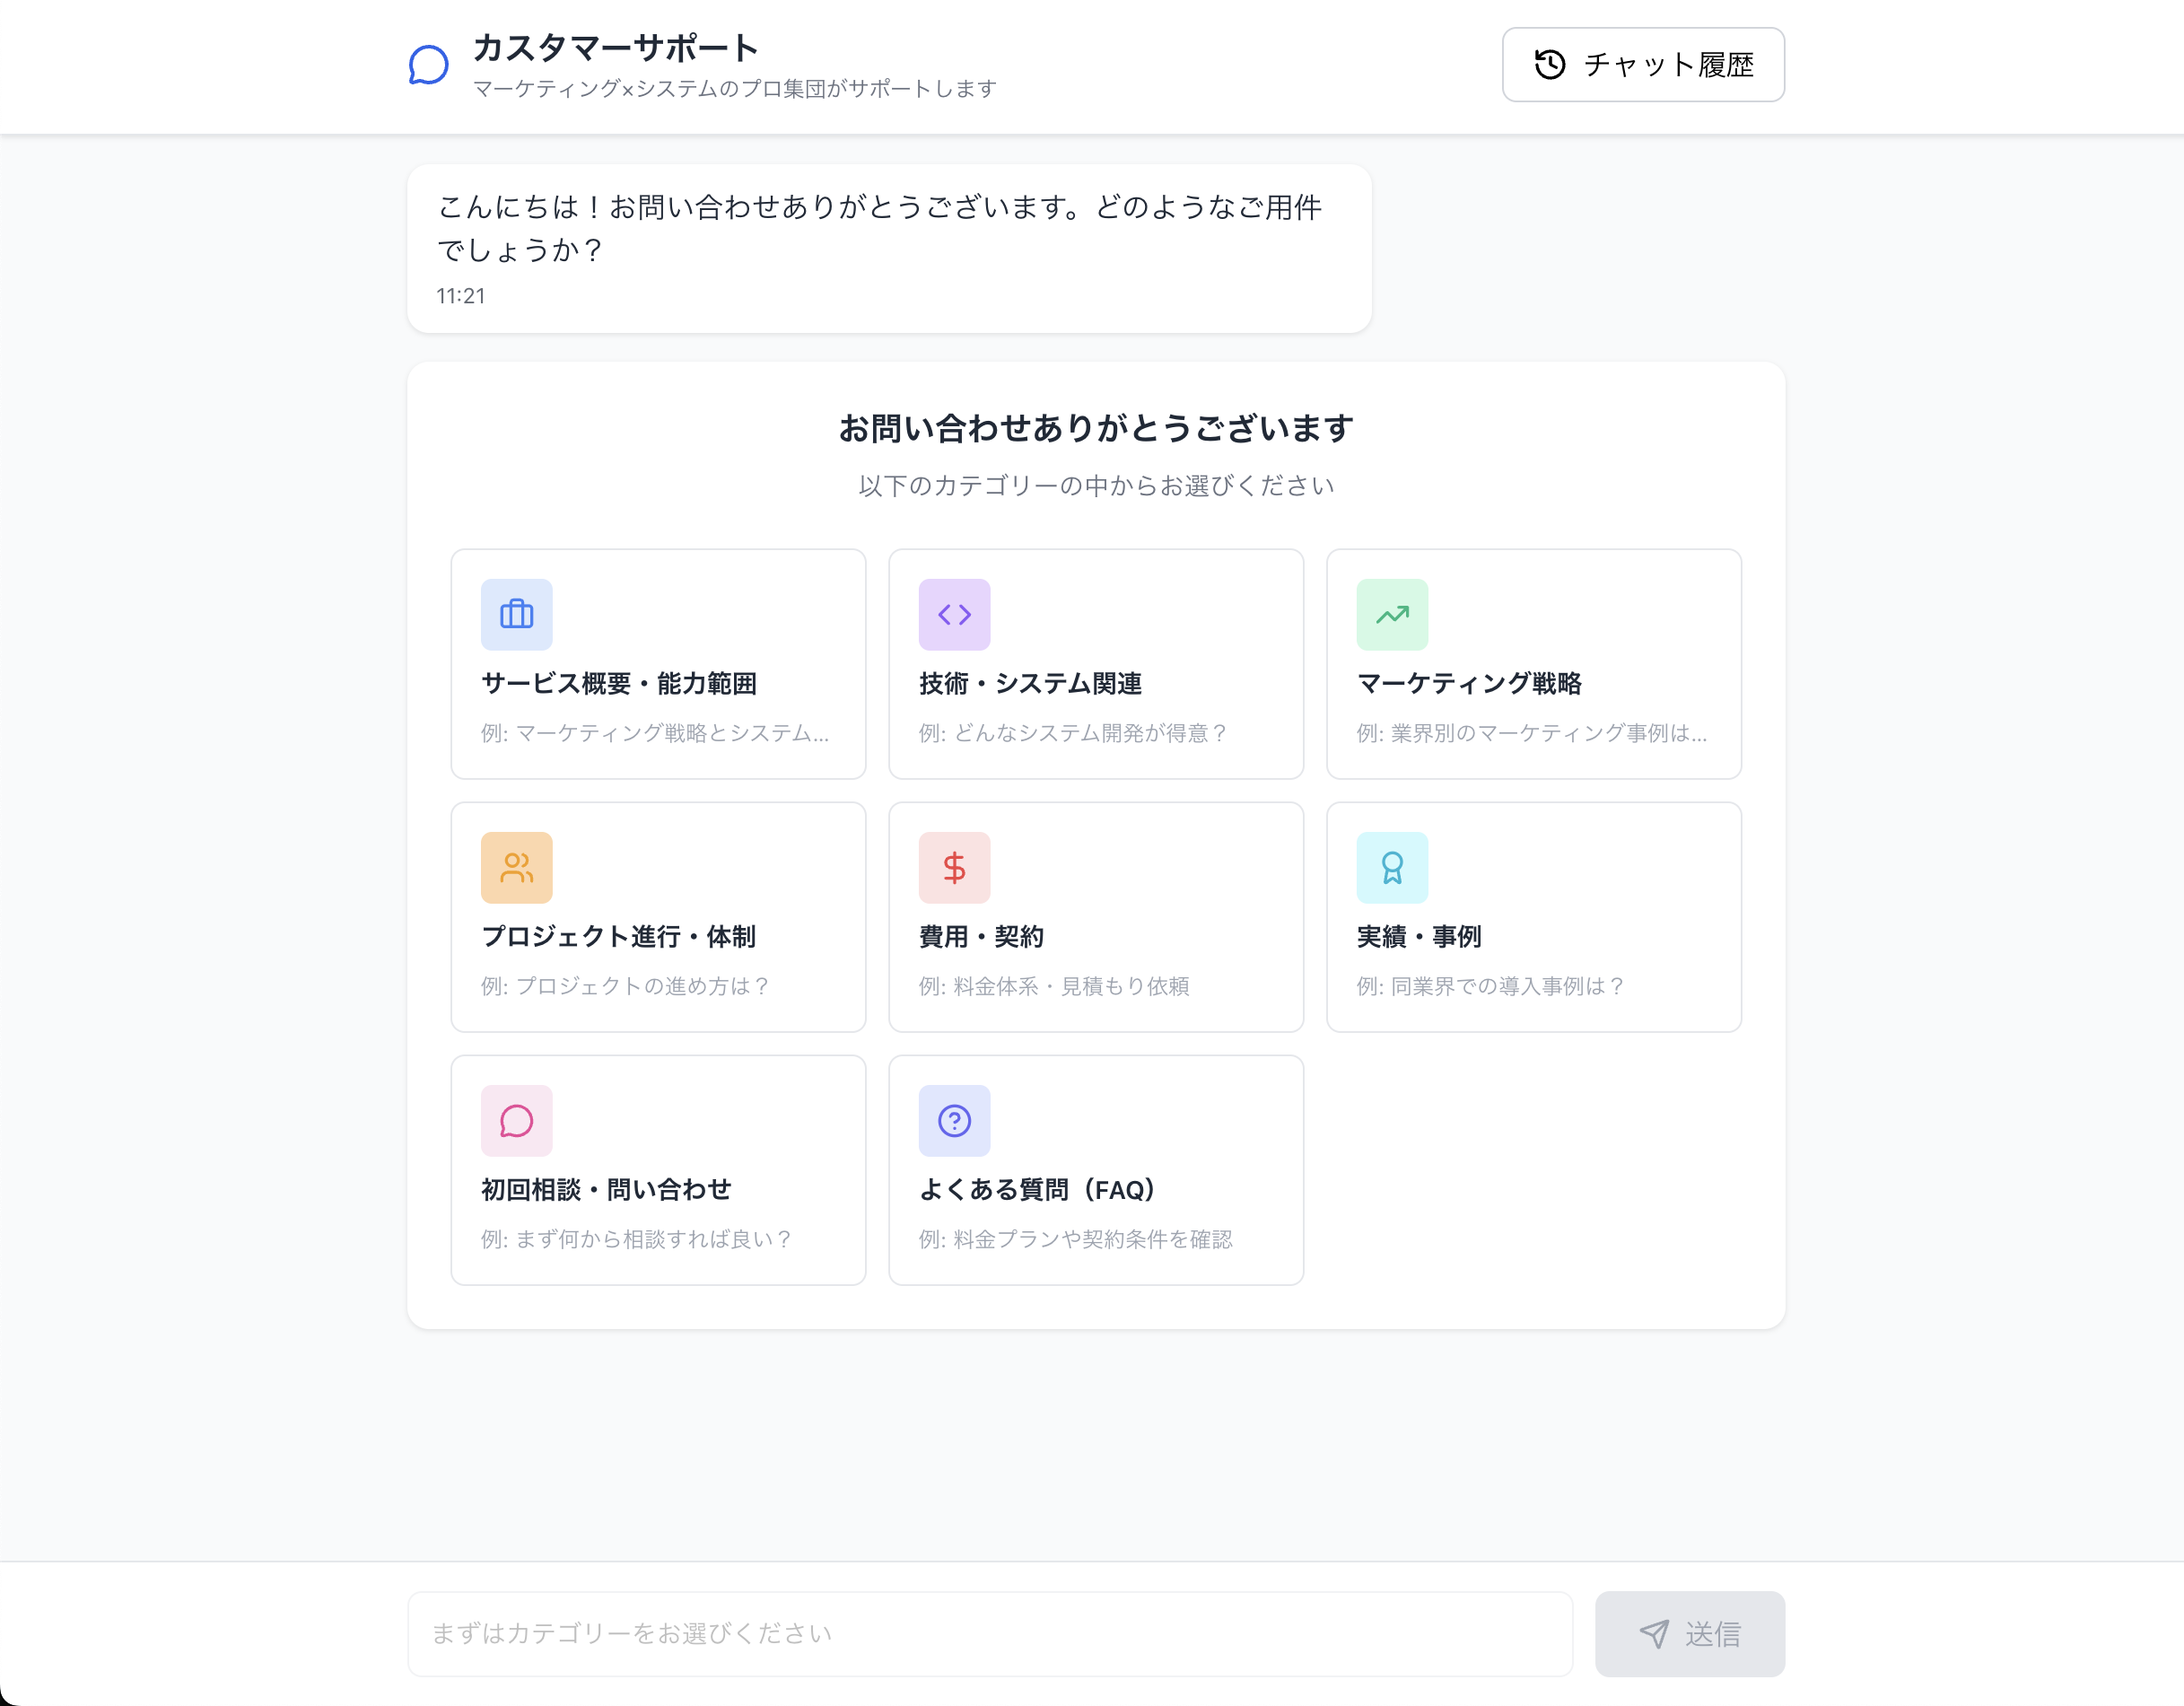 カスタマーサポート
マーケティング×システムのプロ集団がサポートします
チャット履歴
こんにちは！お問い合わせありがとうございます。どのようなご用件
でしょうか？
11:21
お問い合わせありがとうございます
以下のカテゴリーの中からお選びください
サービス概要・能力範囲
例: マーケティング戦略とシステム...
技術・システム関連
例: どんなシステム開発が得意？
マーケティング戦略
例: 業界別のマーケティング事例は...
プロジェクト進行・体制
例: プロジェクトの進め方は？
費用・契約
例: 料金体系・見積もり依頼
実績・事例
例: 同業界での導入事例は？
初回相談・問い合わせ
例: まず何から相談すれば良い？
よくある質問（FAQ）
例: 料金プランや契約条件を確認
まずはカテゴリーをお選びください
送信